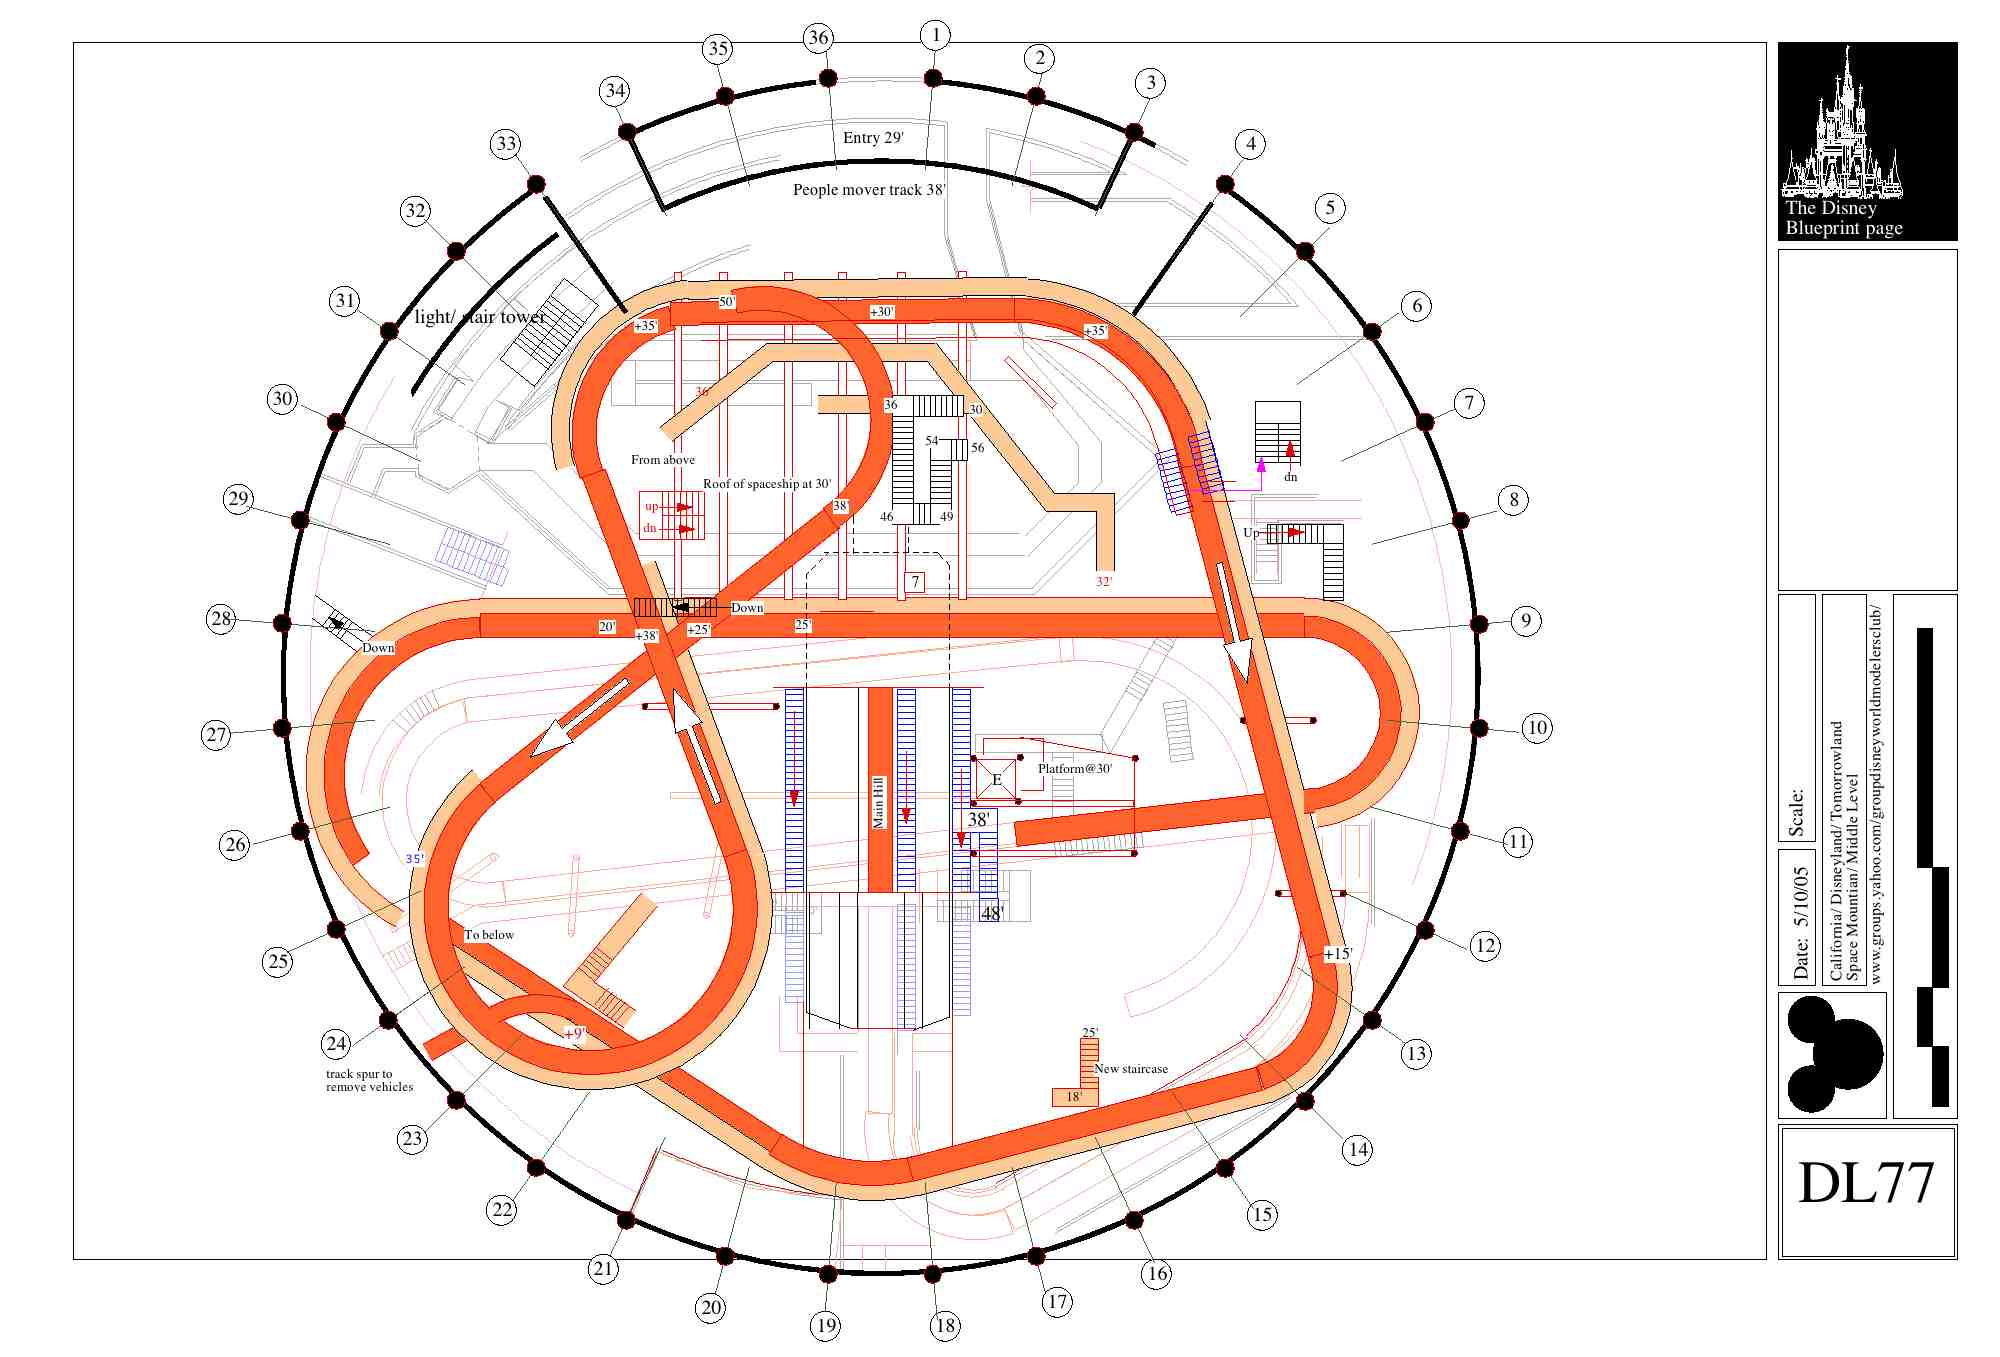 36
1
2
35
3
34
4
33
Entry 29'
People mover track 38'
5
32
6
31
light/ stair tower
50'
+30'
+35'
+35'
7
30
36'
36
30
54
56
From above
Roof of spaceship at 30'
dn
up
38'
46
49
dn
8
29
Up
7
32'
Down
9
28
20'
+38'
+25'
25'
Down
10
27
Main Hill
E
Platform@30'
38'
11
26
35'
48'
To below
12
25
+15'
24
+9'
25'
13
track spur to
remove vehicles
New staircase
18'
23
14
22
15
21
16
20
17
19
18
The Disney
Blueprint page
Scale:
Date: 5/10/05
California/ Disneyland/ Tomorrowland
Space Mountian/ Middle Level
www.groups.yahoo.com/groupdisneyworldmodelersclub/
DL77